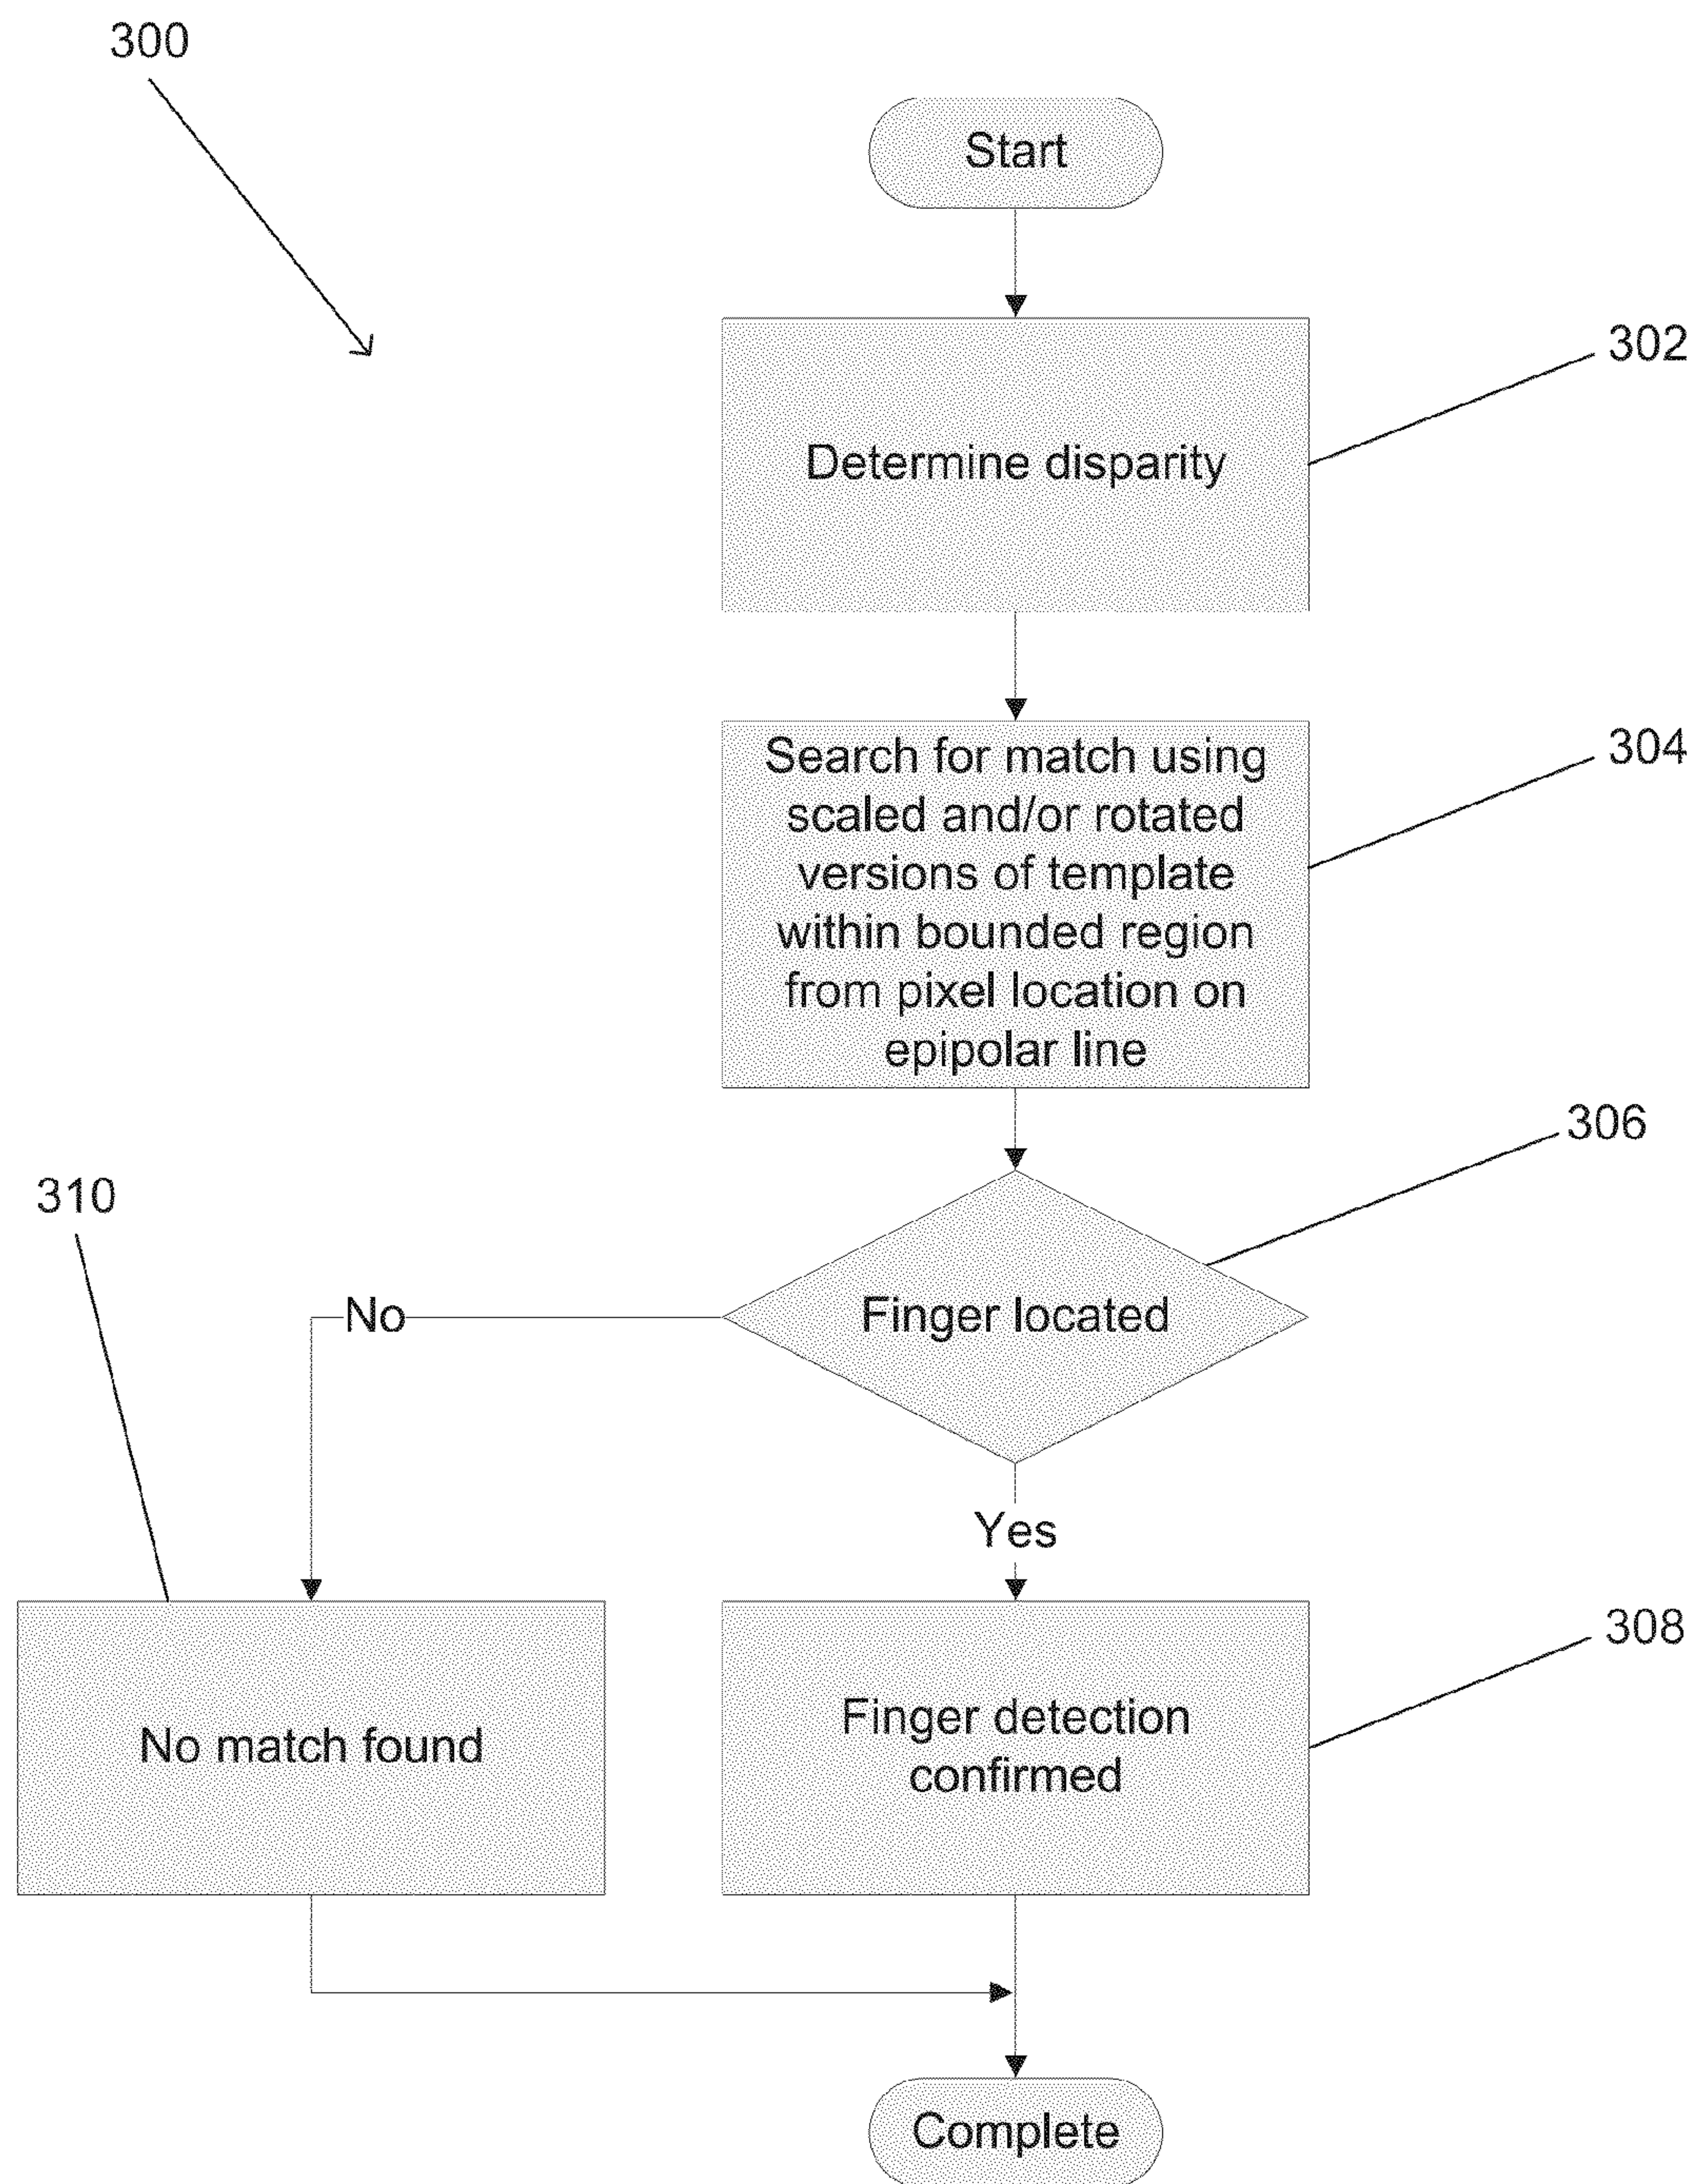 300
Start
302
Determine disparity
304
Search for match using
scaled and/or rotated
versions of template
within bounded region
from pixel location on
epipolar line
306
310
No
Finger located
Yes
308
No match found
Finger detection
confirmed
Complete